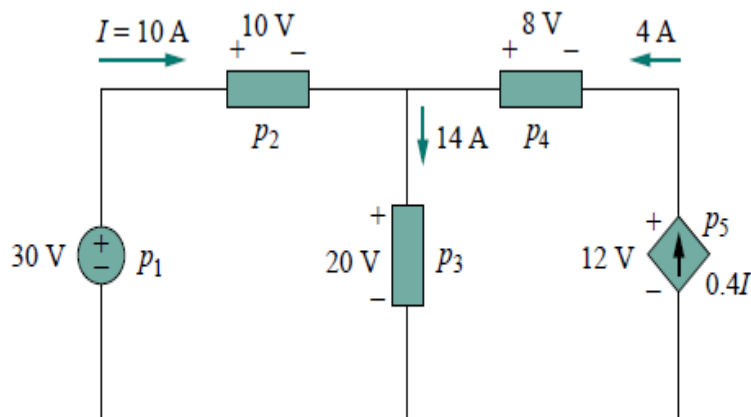 I = 10 A
10 V
8 V
4 A
+ −
+ −
p2
14 A
p4
+
30 V
+
−
p1
20 V
p3
−
+
p5
12 V
−
0.4I